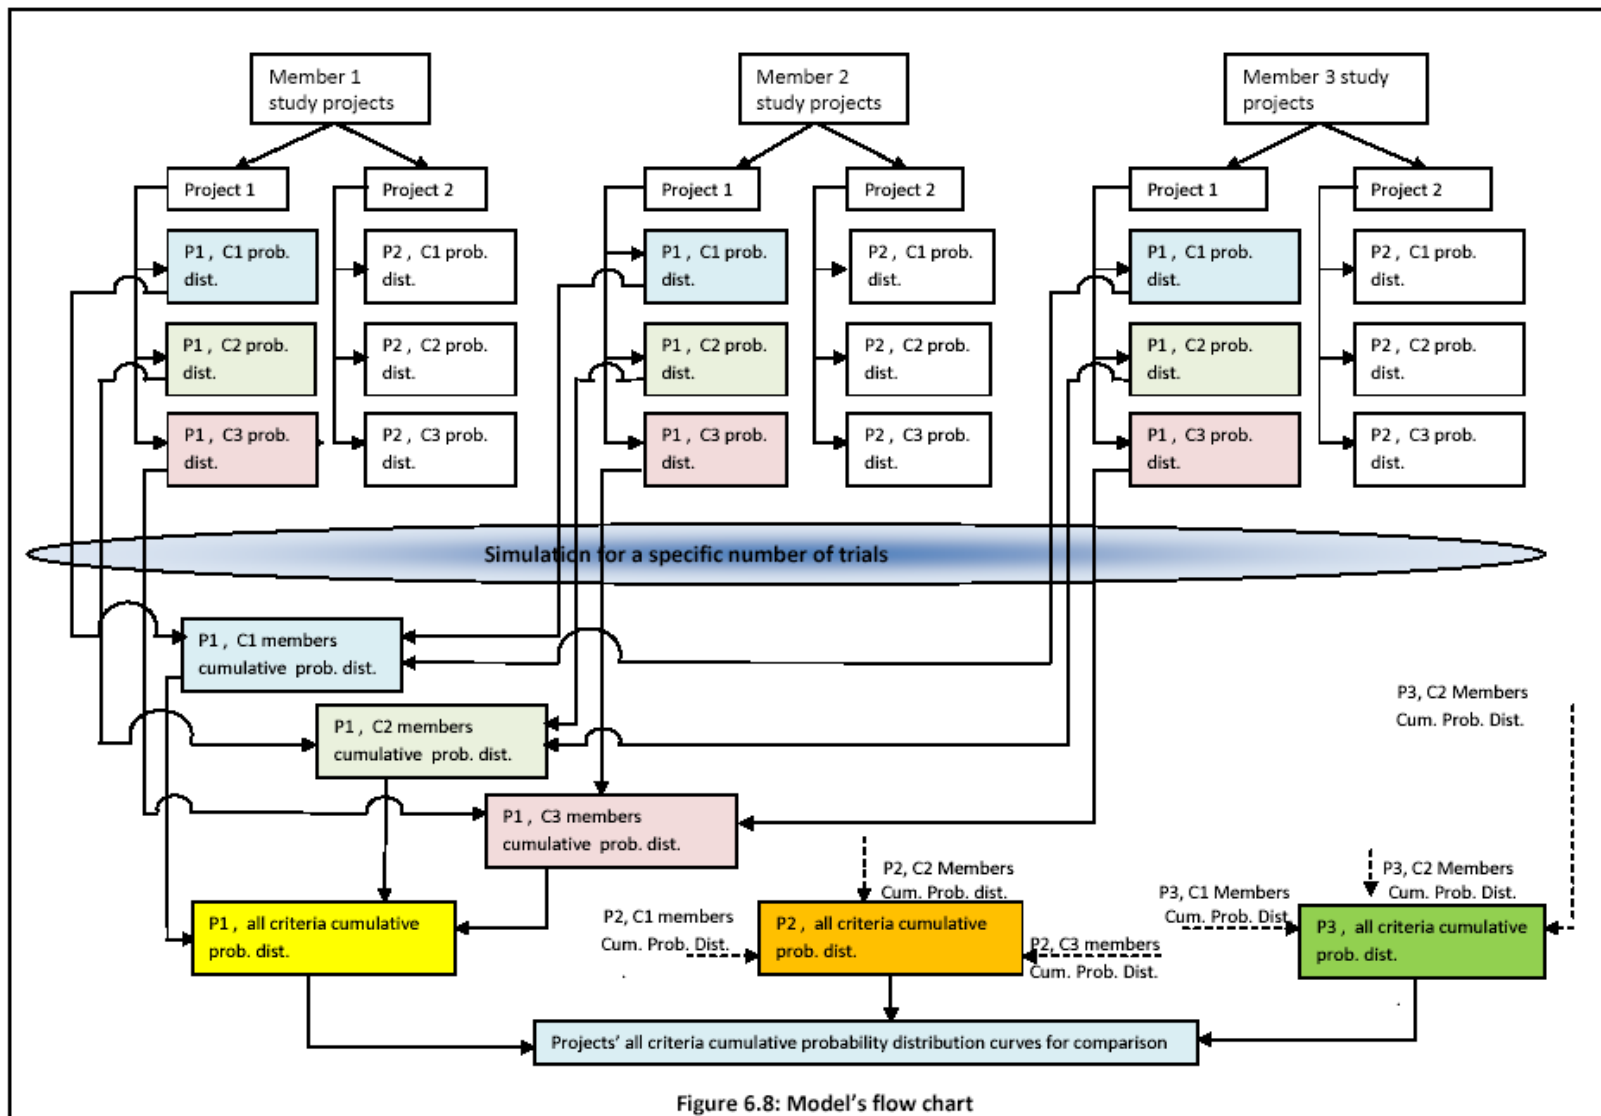 Member 1
study projects
Member 2
study projects
Member 3 study
projects
Project 1
Project 2
Project 1
Project 2
Project 1
Project 2
P1 , C1 prob.
dist.
P2 , C1 prob.
dist.
P1 , C1 prob.
dist.
P2 , C1 prob.
dist.
P1 , C1 prob.
dist.
P2 , C1 prob.
dist.
P1 , C2 prob.
dist.
P2 , C2 prob.
dist.
P1 , C2 prob.
dist.
P2 , C2 prob.
dist.
P1 , C2 prob.
dist.
P2 , C2 prob.
dist.
P1 , C3 prob.
dist.
P2 , C3 prob.
dist.
P1 , C3 prob.
dist.
P2 , C3 prob.
dist.
P1 , C3 prob.
dist.
P2 , C3 prob.
dist.
Simulation for a specific number of trials
P1 , C1 members
cumulative prob. dist.
P3, C2 Members
Cum. Prob. Dist.
P1 , C2 members
cumulative prob. dist.
P1 , C3 members
cumulative prob. dist.
P2, C2 Members
Cum. Prob. dist.
P3, C2 Members
Cum. Prob. Dist.
P3, C1 Members
Cum. Prob. Dist
P1 , all criteria cumulative
prob. dist.
P2, C1 members
Cum. Prob. Dist.
.
P2 , all criteria cumulative
prob. dist.
P2, C3 members
Cum. Prob. Dist.
P3 , all criteria cumulative
prob. dist.
.
Projects’ all criteria cumulative probability distribution curves for comparison
Figure 6.8: Model’s flow chart